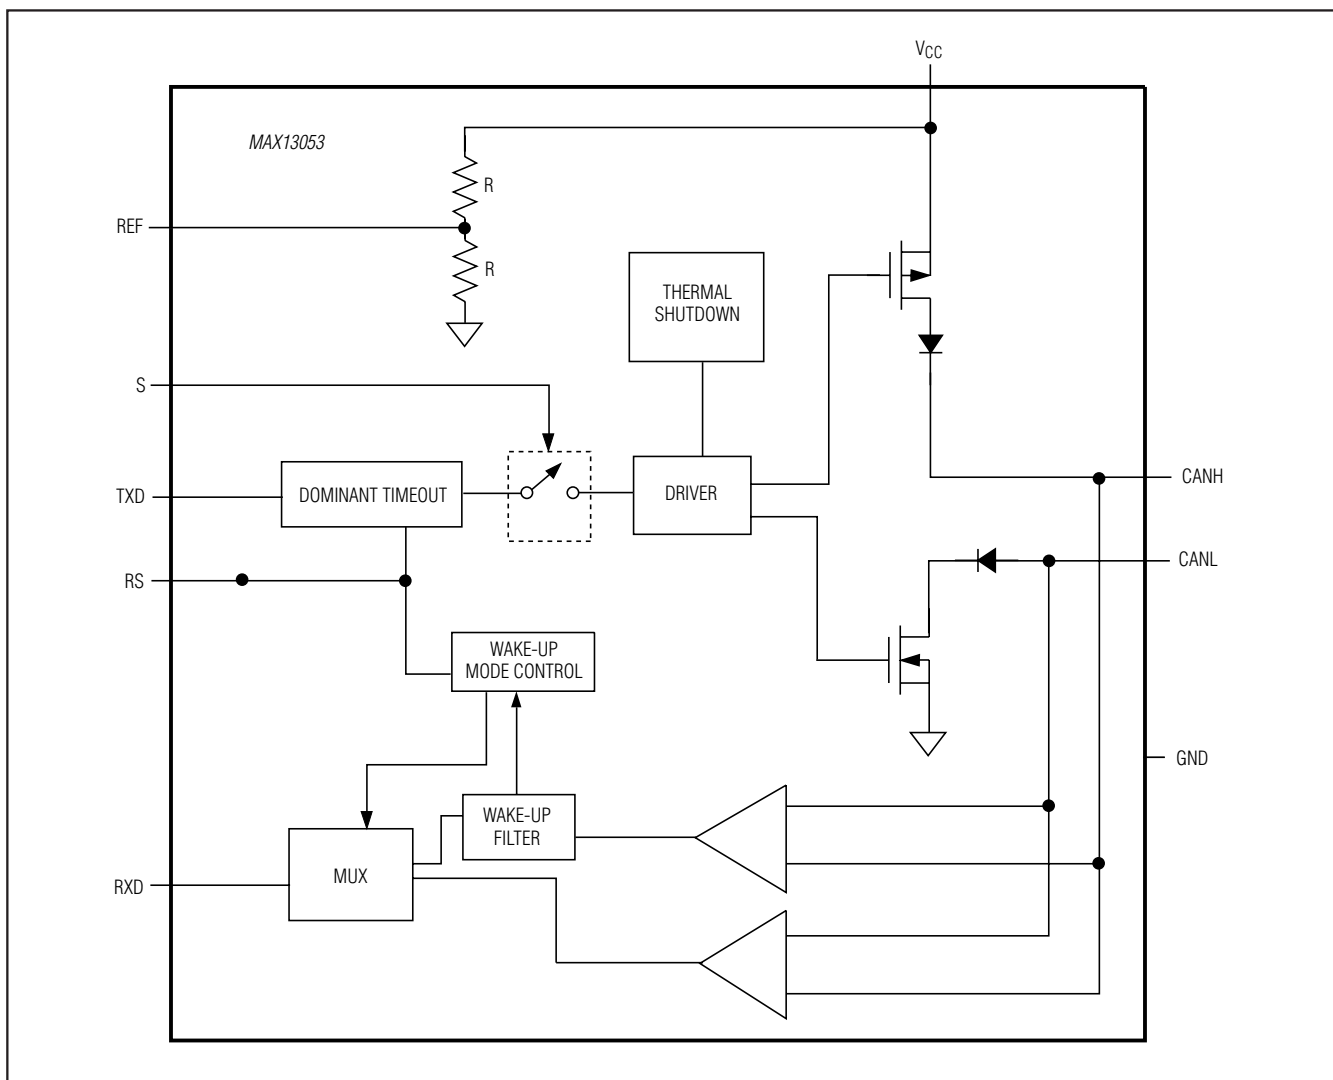 VCC
MAX13053
R
REF
R
THERMAL
SHUTDOWN
S
DOMINANT TIMEOUT
DRIVER
TXD
CANH
CANL
RS
WAKE-UP
MODE CONTROL
GND
WAKE-UP
FILTER
MUX
RXD